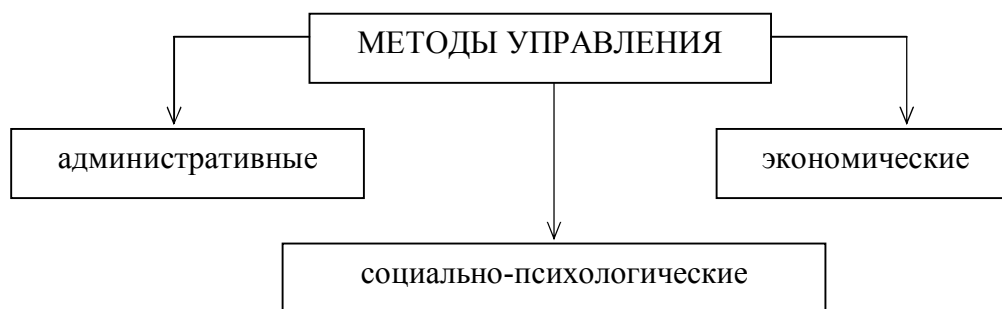 МЕТОДЫ УПРАВЛЕНИЯ
административные
экономические
социально-психологические